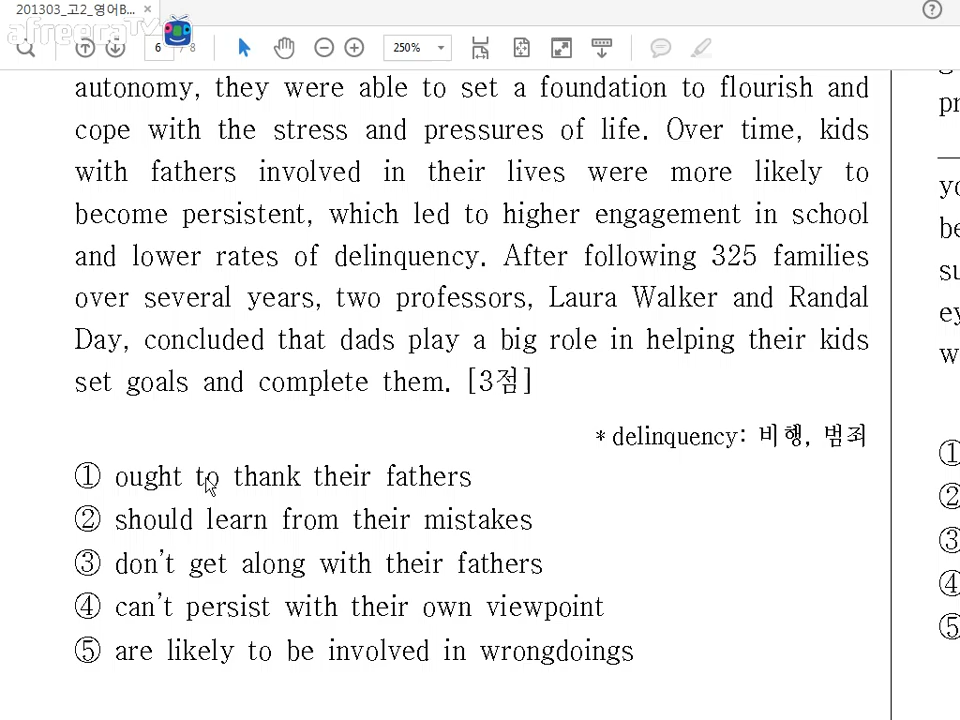 201303_고2_영어B...
afreecaTV
6 / 8
250%
autonomy, they were able to set a foundation to flourish and
cope with the stress and pressures of life. Over time, kids
with fathers involved in their lives were more likely to
become persistent, which led to higher engagement in school
and lower rates of delinquency. After following 325 families
over several years, two professors, Laura Walker and Randal
Day, concluded that dads play a big role in helping their kids
set goals and complete them. [3점]
* delinquency: 비행, 범죄
① ought to thank their fathers
② should learn from their mistakes
③ don't get along with their fathers
④ can't persist with their own viewpoint
⑤ are likely to be involved in wrongdoings
①
②
③
④
⑤